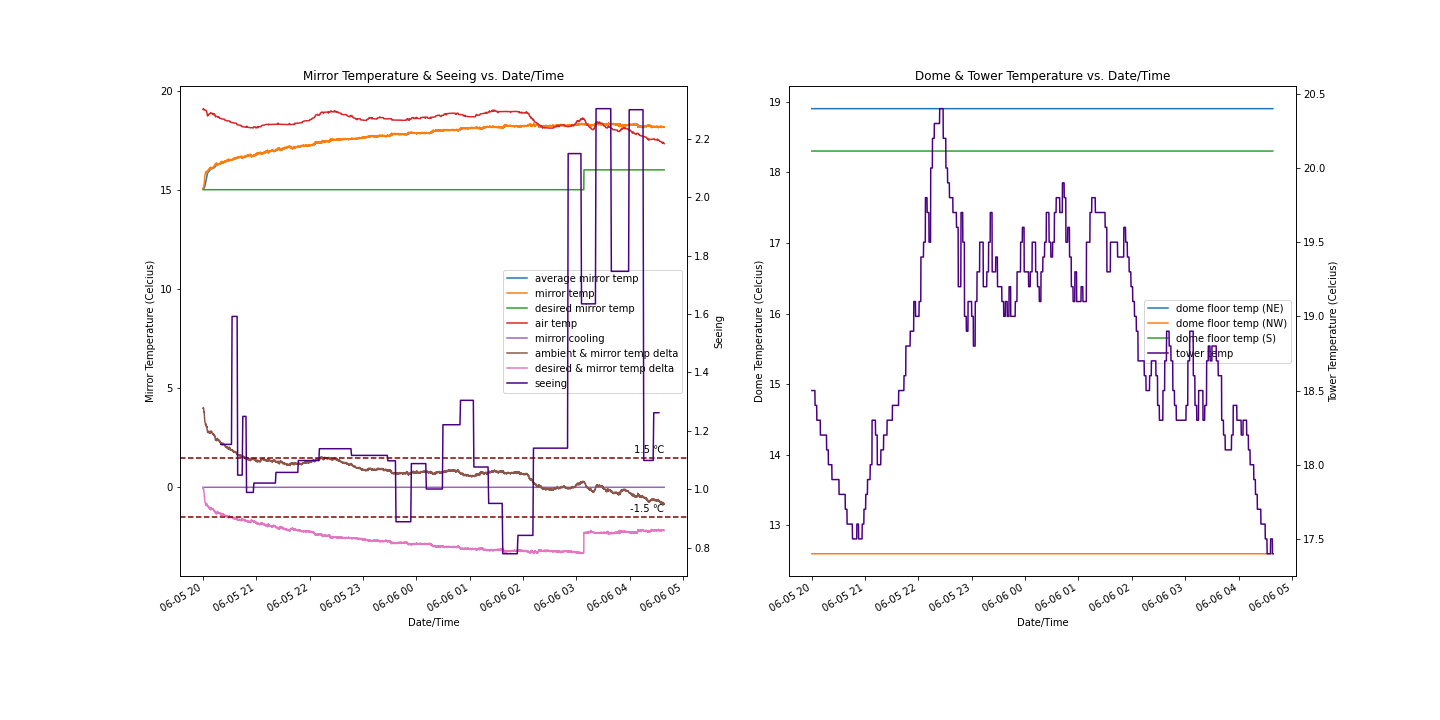 Mirror Temperature & Seeing vs. Date/Time
20
15
10
5
0
Mirror Temperature (Celcius)
2.2
2.0
1.8
1.6
1.4
1.2
1.0
0.8
Seeing
average mirror temp
mirror temp
desired mirror temp
air temp
mirror cooling
ambient & mirror temp delta
desired & mirror temp delta
seeing
1.5 °C
-1.5 °C
06-05 20
06-05 21
06-05 22
06-05 23
06-06 00
06-06 01
06-06 02
06-06 03
06-06 04
06-06 05
Date/Time
Dome & Tower Temperature vs. Date/Time
19
18
17
16
15
14
13
Dome Temperature (Celcius)
20.5
20.0
19.5
19.0
18.5
18.0
17.5
Tower Temperature (Celcius)
dome floor temp (NE)
dome floor temp (NW)
dome floor temp (S)
tower temp
06-05 20
06-05 21
06-05 22
06-05 23
06-06 00
06-06 01
06-06 02
06-06 03
06-06 04
06-06 05
Date/Time